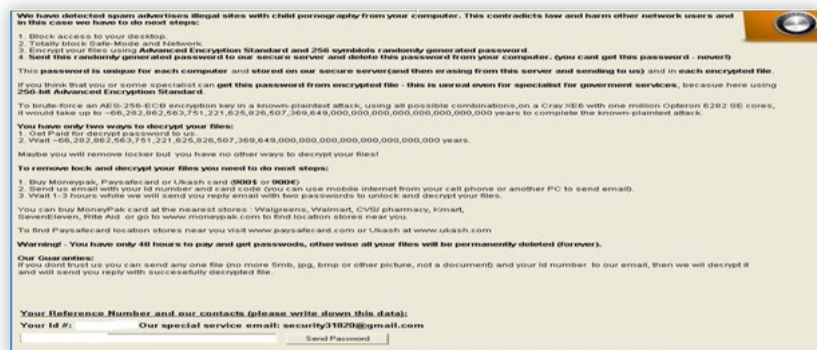 We have detected spam advertises illegal sites with child pornography from your computer. This contradicts law and harm other network users and
in this case we have to do next steps:
1. Block access to your desktop.
2. Totally block Safe-Mode and Network.
3. Encrypt your files using Advanced Encryption Standard and 256 symblols randomly generated password.
4. Sent this randomely generated password to our secure server and delete this password from your computer, (you cant get this password - never!)
This password is unique for each computer and stored on our secure server(and then erasing from this server and sending to us) and in each encrypted file.
If you think that you or some specialist can get this password from encrypted file - this is unreal even for specialist for goverment services, becasue here using
256-bit Advanced Encryption Standard.
To brute-force an AES-256-ECB encryption key in a known-plaintext attack, using all possible combinations,on a Cray XE6 with one million Opteron 6282 SE cores,
it would take up to ~66,282,862,563,751,221,625,826,507,369,649,000,000,000,000,000,000,000,000 years to complete the known-plaintext attack.
You have only two ways to decrypt your files:
1. Get Paid for decrypt password to us.
2. Wait ~66,282,862,563,751,221,625,826,507,369,649,000,000,000,000,000,000,000,000 years.
Maybe you will remove locker but you have no other ways to decrypt your files!
To remove lock and decrypt your files you need to do next steps:
1. Buy Moneypak, Paysafecard or Ukash card (900$ or 900€)
2. Send us email with your Id number and card code (you can use mobile internet from your cell phone or another PC to send email).
3. Wait 1-3 hours while we will send you reply email with two passwords to unlock and decrypt your files.
You can buy MoneyPak card at the nearest stores : Walgreens, Walmart, CVS/ pharmacy, Kmart,
SevenEleven, Rite Aid or go to www.moneypak.com to find location stores near you.
To find Paysafecard location stores near you visit www.paysafecard.com or Ukash at www.ukash.com
Warning! - You have only 48 hours to pay and get passwods, otherwise all your files will be permanently deleted (forever).
Our Guaranties:
If you dont trust us you can send any one file (no more 5mb, jpg, bmp or other picture, not a document) and your Id number to our email, then we will decrypt it
and will send you reply with succesefully decrypted file.
Your Reference Number and our contacts (please write down this data):
Your Id #: Our special service email: security31820@gmail.com
Send Password